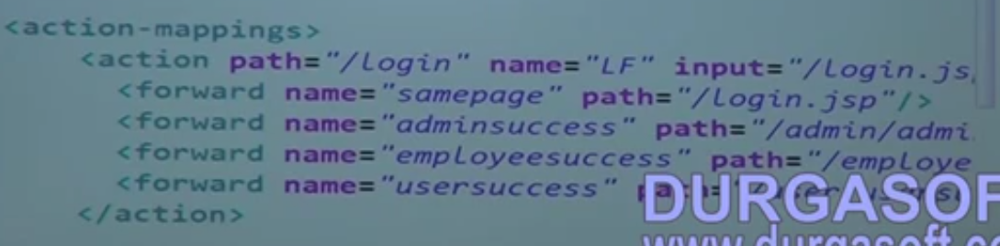 <action-mappings>
<action path="/login" name="LF" input="/login.js
<forward name="samepage" path="/login.jsp"/>
<forward name="adminsuccess" path="/admin/admi
<forward name="employeesuccess" path="/employe
<forward name="usersuccess"
</action>
DURGASOF
www.durgasoft.co